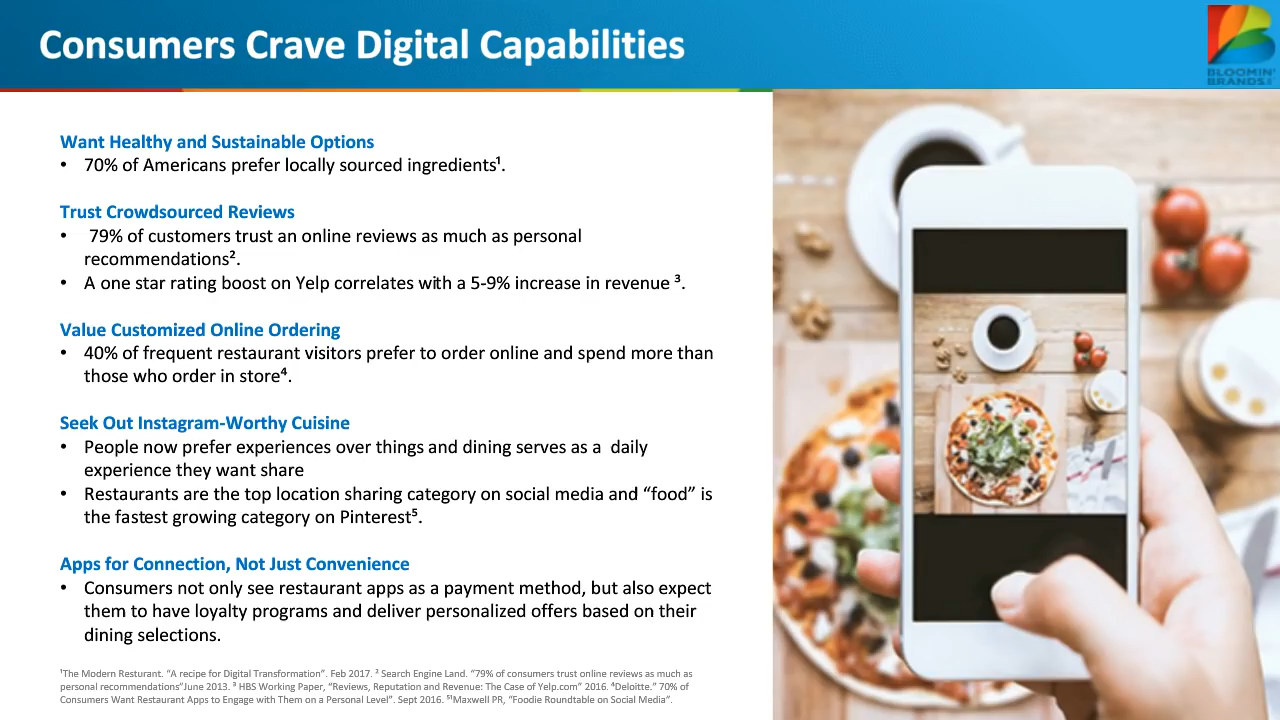 Consumers Crave Digital Capabilities
BLOOMIN'
BRANDS
Want Healthy and Sustainable Options
• 70% of Americans prefer locally sourced ingredients¹.
Trust Crowdsourced Reviews
• 79% of customers trust an online reviews as much as personal
recommendations².
• A one star rating boost on Yelp correlates with a 5-9% increase in revenue ³.
Value Customized Online Ordering
• 40% of frequent restaurant visitors prefer to order online and spend more than
those who order in store⁴.
Seek Out Instagram-Worthy Cuisine
• People now prefer experiences over things and dining serves as a daily
experience they want share
• Restaurants are the top location sharing category on social media and “food” is
the fastest growing category on Pinterest⁵.
Apps for Connection, Not Just Convenience
• Consumers not only see restaurant apps as a payment method, but also expect
them to have loyalty programs and deliver personalized offers based on their
dining selections.
¹The Modern Resturant. “A recipe for Digital Transformation”. Feb 2017. ² Search Engine Land. “79% of consumers trust online reviews as much as
personal recommendations”June 2013. ³ HBS Working Paper, “Reviews, Reputation and Revenue: The Case of Yelp.com” 2016. ⁴Deloitte.” 70% of
Consumers Want Restaurant Apps to Engage with Them on a Personal Level”. Sept 2016. ⁵¹Maxwell PR, “Foodie Roundtable on Social Media”.